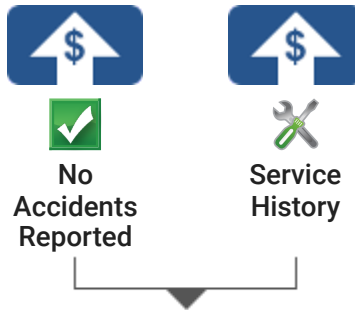 $ $
No
Accidents
Reported
Service
History